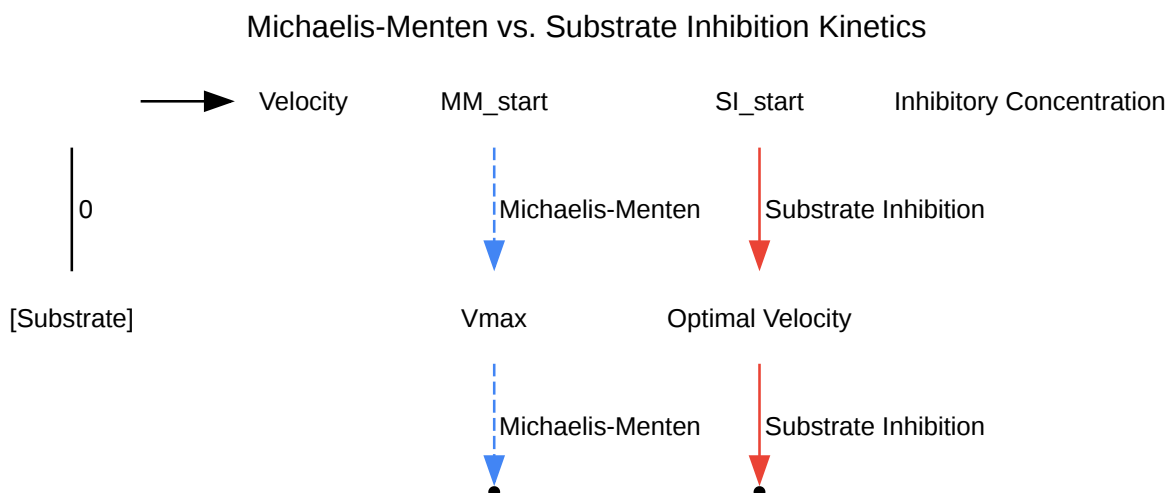 Michaelis-Menten vs. Substrate Inhibition Kinetics
Velocity
MM_start
SI_start
Inhibitory Concentration
0
Michaelis-Menten
Substrate Inhibition
[Substrate]
Vmax
Optimal Velocity
Michaelis-Menten
Substrate Inhibition